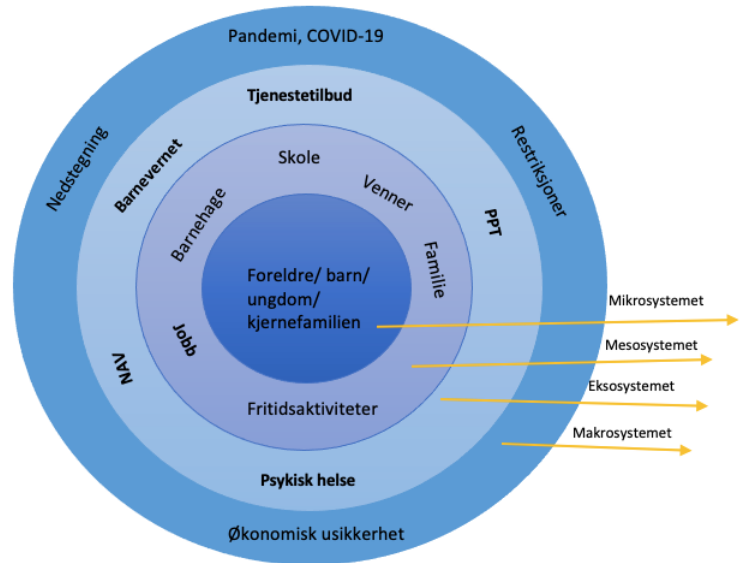 Pandemi, COVID-19
Nedstegning
Restriksjoner
Økonomisk usikkerhet
Tjenestetilbud
Barnevernet
PPT
NAV
Psykisk helse
Skole
Venner
Barnehage
Familie
Jobb
Fritidsaktiviteter
Foreldre/ barn/
ungdom/
kjernefamilien
Mikrosystemet
Mesosystemet
Eksosystemet
Makrosystemet